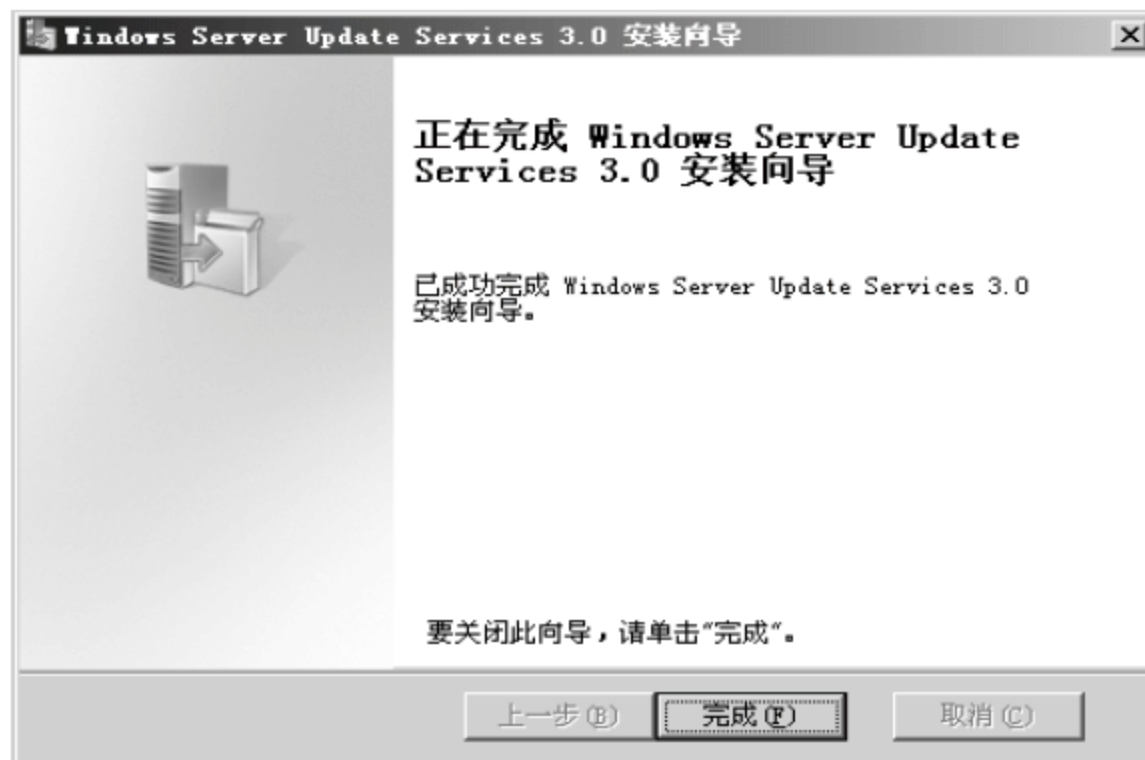 Windows Server Update Services 3.0 安装向导
正在完成 Windows Server Update
Services 3.0 安装向导
已成功完成 Windows Server Update Services 3.0
安装向导。
要关闭此向导,请单击“完成”。
上一步(B)
完成(F)
取消(C)